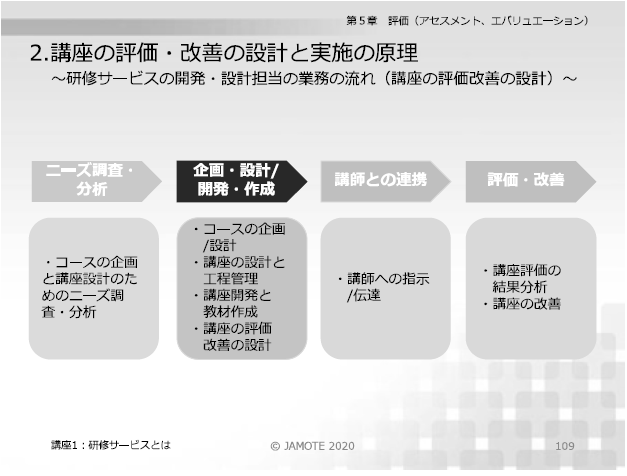 第５章　評価（アセスメント、エバリュエーション）
2.講座の評価・改善の設計と実施の原理
～研修サービスの開発・設計担当の業務の流れ（講座の評価改善の設計）～
ニーズ調査・
分析
企画・設計/
開発・作成
講師との連携
評価・改善
・コースの企画
と講座設計のた
めのニーズ調
査・分析
・コースの企画
/設計
・講座の設計と
工程管理
・講座開発と
教材作成
・講座の評価
改善の設計
・講師への指示
/伝達
・講座評価の
結果分析
・講座の改善
講座1：研修サービスとは
© JAMOTE 2020
109